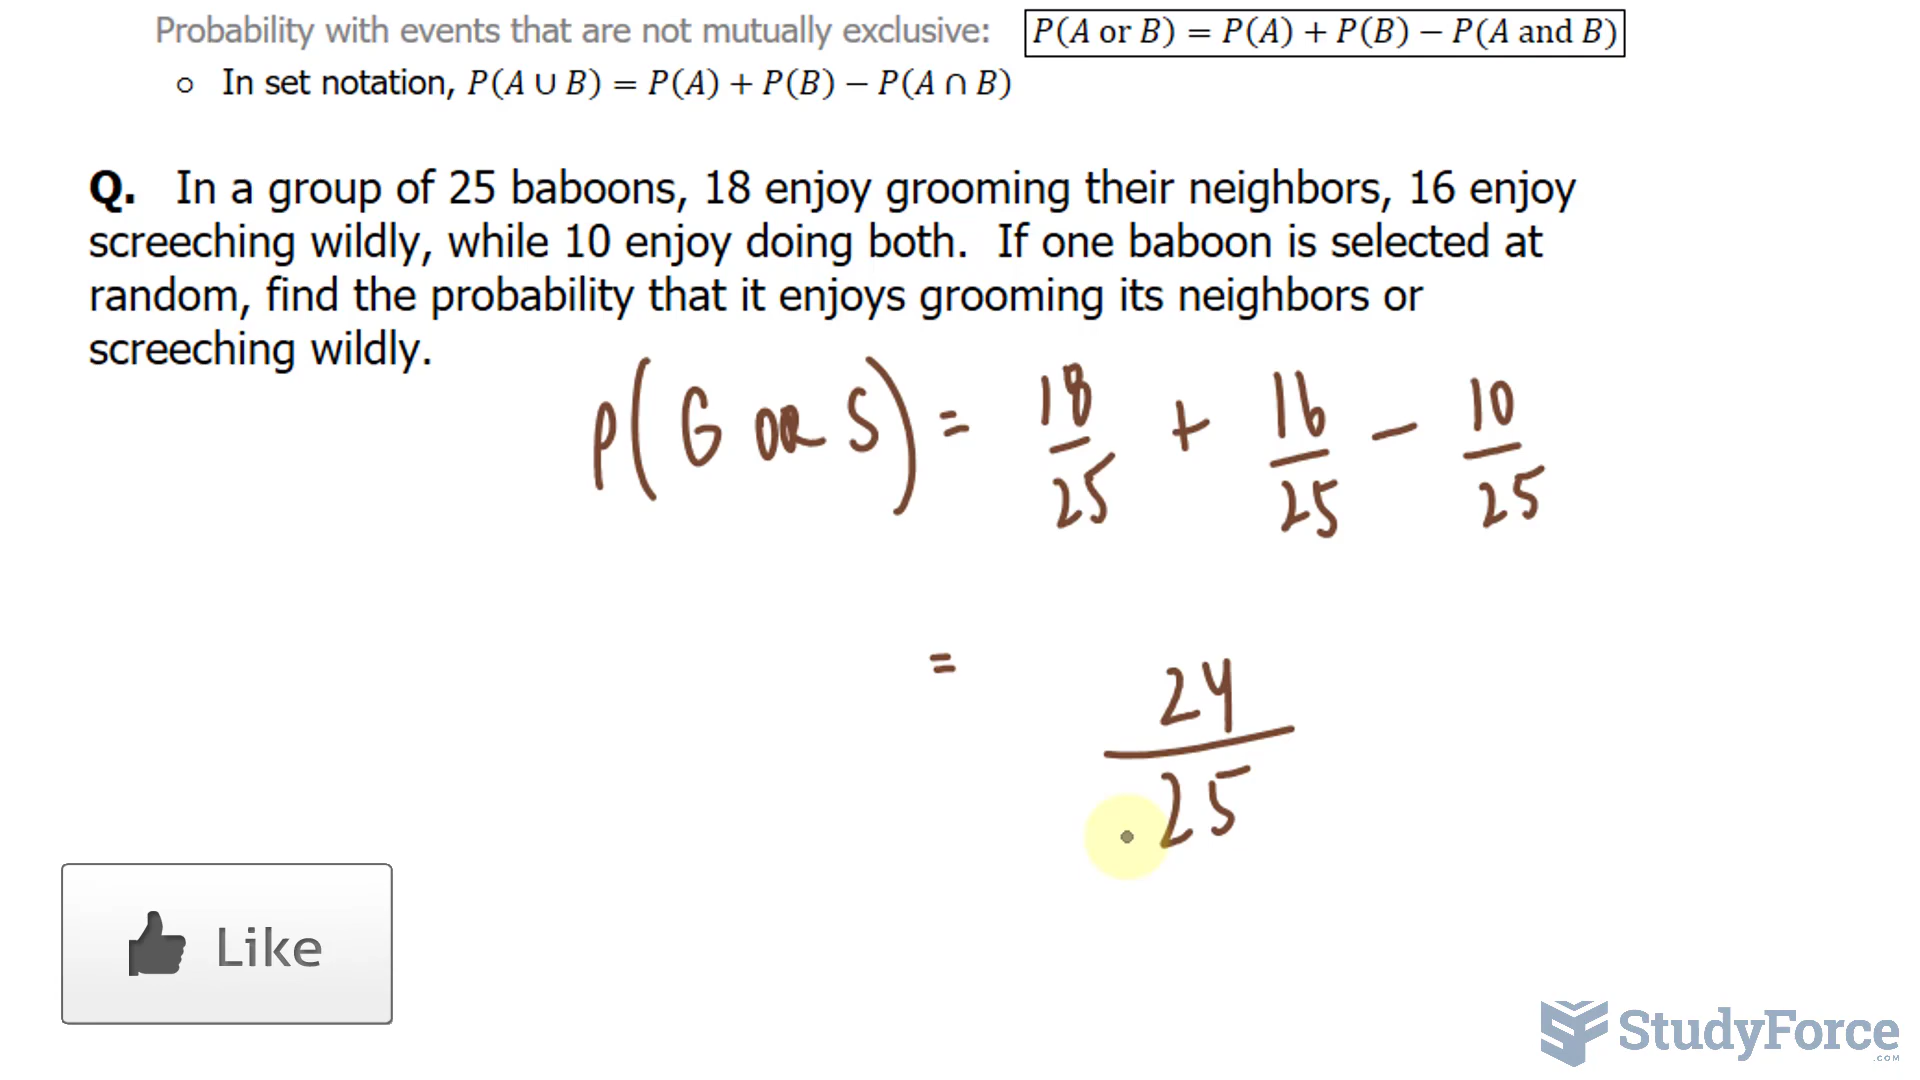 Probability with events that are not mutually exclusive: P(A or B) = P(A) + P(B) − P(A and B)
○ In set notation, P(A ∪ B) = P(A) + P(B) − P(A ∩ B)
Q. In a group of 25 baboons, 18 enjoy grooming their neighbors, 16 enjoy
screeching wildly, while 10 enjoy doing both. If one baboon is selected at
random, find the probability that it enjoys grooming its neighbors or
screeching wildly.
P(G OR S) = 18/25 + 16/25 − 10/25
= 24/25
Like
StudyForce
.COM